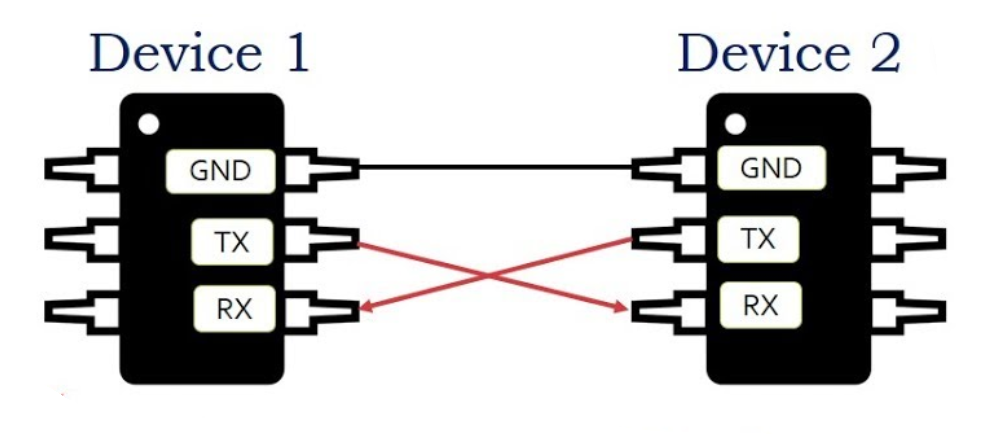 Device 1
Device 2
GND
TX
RX
GND
TX
RX